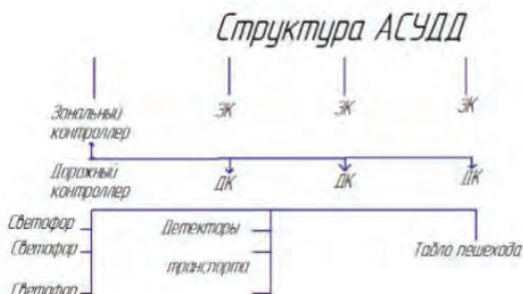 Структура АСУДД
Зональный
контроллер
ЗК
ЗК
ЗК
Дорожный
контроллер
ДК
ДК
ДК
Светофор
Светофор
Светофор
Детекторы
транспорта
Табло пешехода